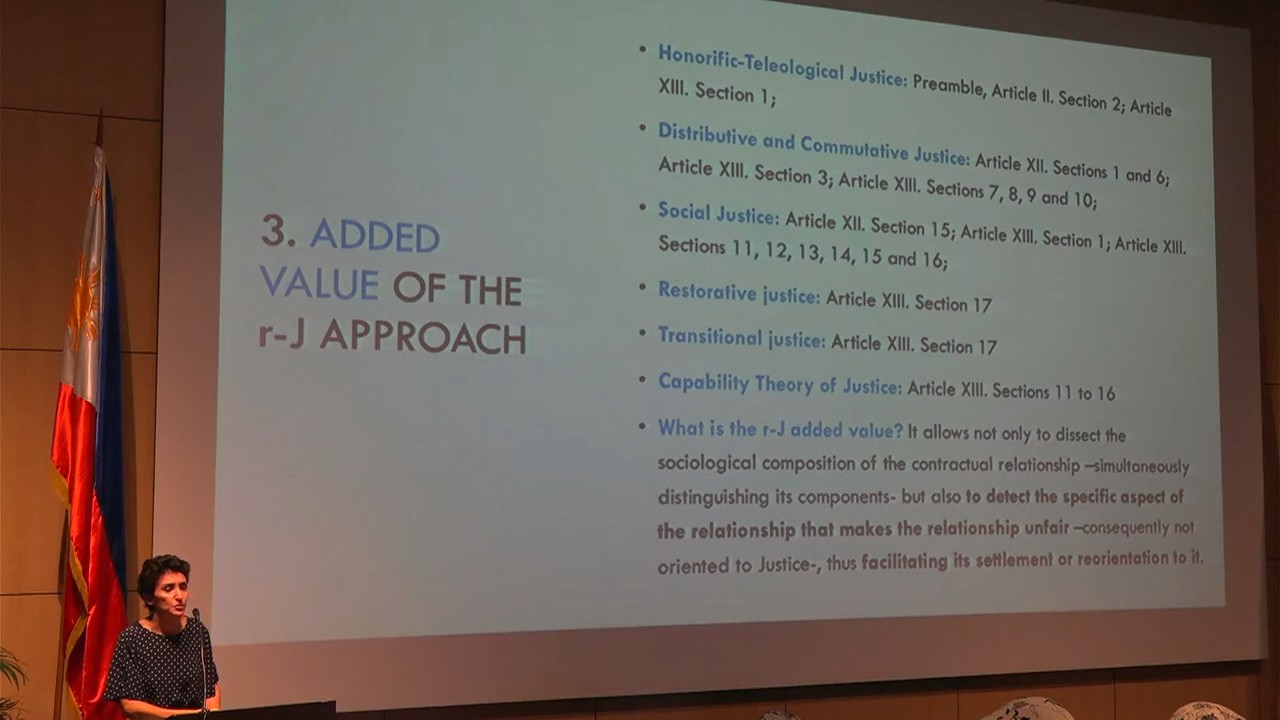 3. ADDED
VALUE OF THE
r-J APPROACH
• Honorific-Teleological Justice: Preamble, Article II. Section 2; Article
XIII. Section 1;
• Distributive and Commutative Justice: Article XII. Sections 1 and 6;
Article XIII. Section 3; Article XIII. Sections 7, 8, 9 and 10;
• Social Justice: Article XII. Section 15; Article XIII. Section 1; Article XIII.
Sections 11, 12, 13, 14, 15 and 16;
• Restorative justice: Article XIII. Section 17
• Transitional justice: Article XIII. Section 17
• Capability Theory of Justice: Article XIII. Sections 11 to 16
• What is the r-J added value? It allows not only to dissect the
sociological composition of the contractual relationship –simultaneously
distinguishing its components- but also to detect the specific aspect of
the relationship that makes the relationship unfair –consequently not
oriented to Justice-, thus facilitating its settlement or reorientation to it.